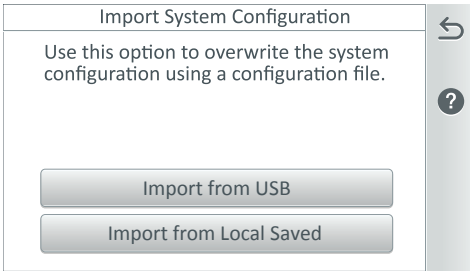 Import System Configuration
Use this option to overwrite the system
configuration using a configuration file.
?
Import from USB
Import from Local Saved